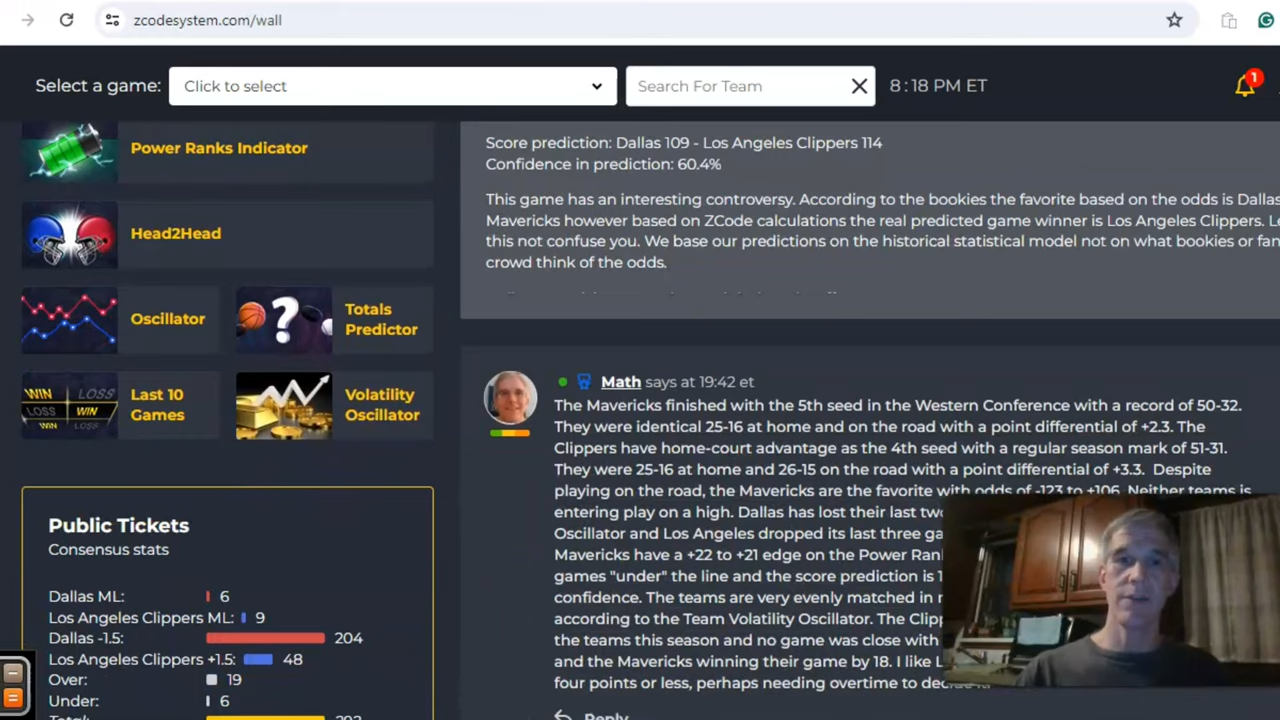 zcodesystem.com/wall
Select a game: Click to select Search For Team 8:18 PM ET 1
Power Ranks Indicator
Head2Head
Oscillator
Totals
Predictor
WIN LOSS
LOSS WIN
WIN LOSS
Last 10
Games
Volatility
Oscillator
Public Tickets
Consensus stats
Dallas ML: 6
Los Angeles Clippers ML: 9
Dallas -1.5: 204
Los Angeles Clippers +1.5: 48
Over: 19
Under: 6
Score prediction: Dallas 109 - Los Angeles Clippers 114
Confidence in prediction: 60.4%
This game has an interesting controversy. According to the bookies the favorite based on the odds is Dallas
Mavericks however based on ZCode calculations the real predicted game winner is Los Angeles Clippers.
this not confuse you. We base our predictions on the historical statistical model not on what bookies or
crowd think of the odds.
Math says at 19:42 et
The Mavericks finished with the 5th seed in the Western Conference with a record of 50-32.
They were identical 25-16 at home and on the road with a point differential of +2.3. The
Clippers have home-court advantage as the 4th seed with a regular season mark of 51-31.
They were 25-16 at home and 26-15 on the road with a point differential of +3.3. Despite
playing on the road, the Mavericks are the favorite with odds of -123 to +106. Neither teams is
entering play on a high. Dallas has lost their last
Oscillator and Los Angeles dropped its last three
Mavericks have a +22 to +21 edge on the Power
games "under" the line and the score prediction is
confidence. The teams are very evenly matched in
according to the Team Volatility Oscillator. The
the teams this season and no game was close with
and the Mavericks winning their game by 18. I like
four points or less, perhaps needing overtime to
Reply